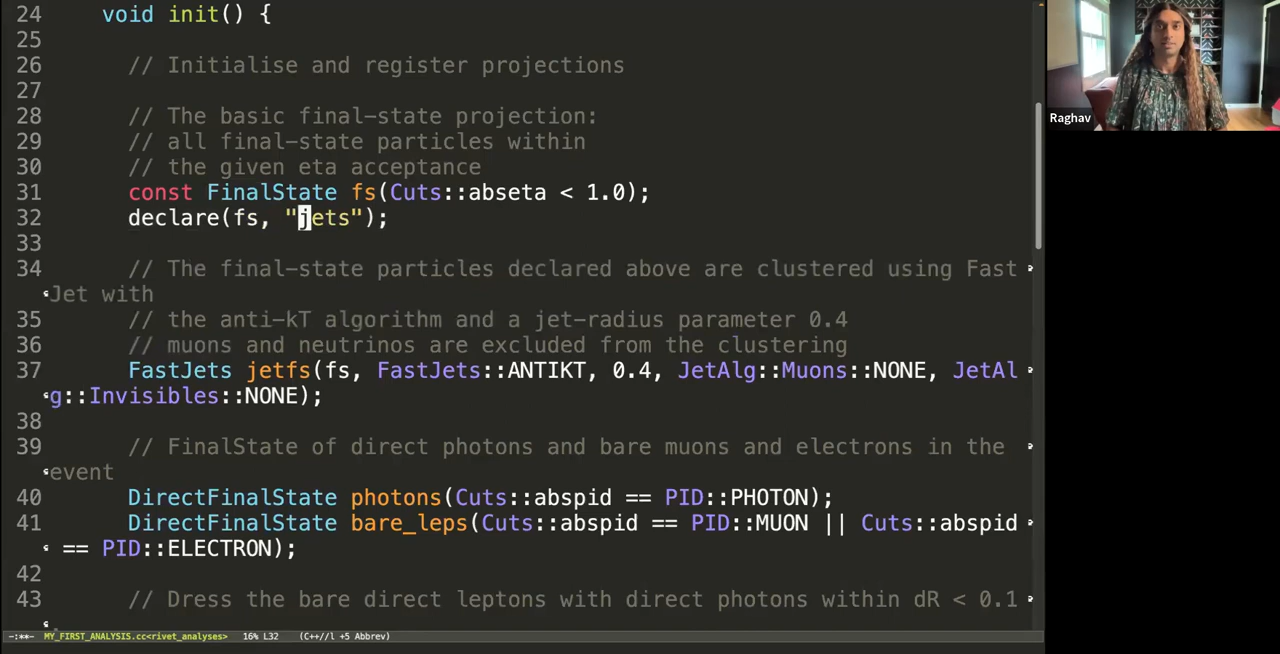 24 void init() {
25
26 // Initialise and register projections
27
28 // The basic final-state projection:
29 // all final-state particles within
30 // the given eta acceptance
31 const FinalState fs(Cuts::abseta < 1.0);
32 declare(fs, "jets");
33
34 // The final-state particles declared above are clustered using Fast
Jet with
35 // the anti-kT algorithm and a jet-radius parameter 0.4
36 // muons and neutrinos are excluded from the clustering
37 FastJets jetfs(fs, FastJets::ANTIKT, 0.4, JetAlg::Muons::NONE, JetAl
g::Invisibles::NONE);
38
39 // FinalState of direct photons and bare muons and electrons in the
event
40 DirectFinalState photons(Cuts::abspid == PID::PHOTON);
41 DirectFinalState bare_leps(Cuts::abspid == PID::MUON || Cuts::abspid
== PID::ELECTRON);
42
43 // Dress the bare direct leptons with direct photons within dR < 0.1
-:**- MY_FIRST_ANALYSIS.cc<rivet_analyses> 16% L32 (C++//l +5 Abbrev)
Raghav